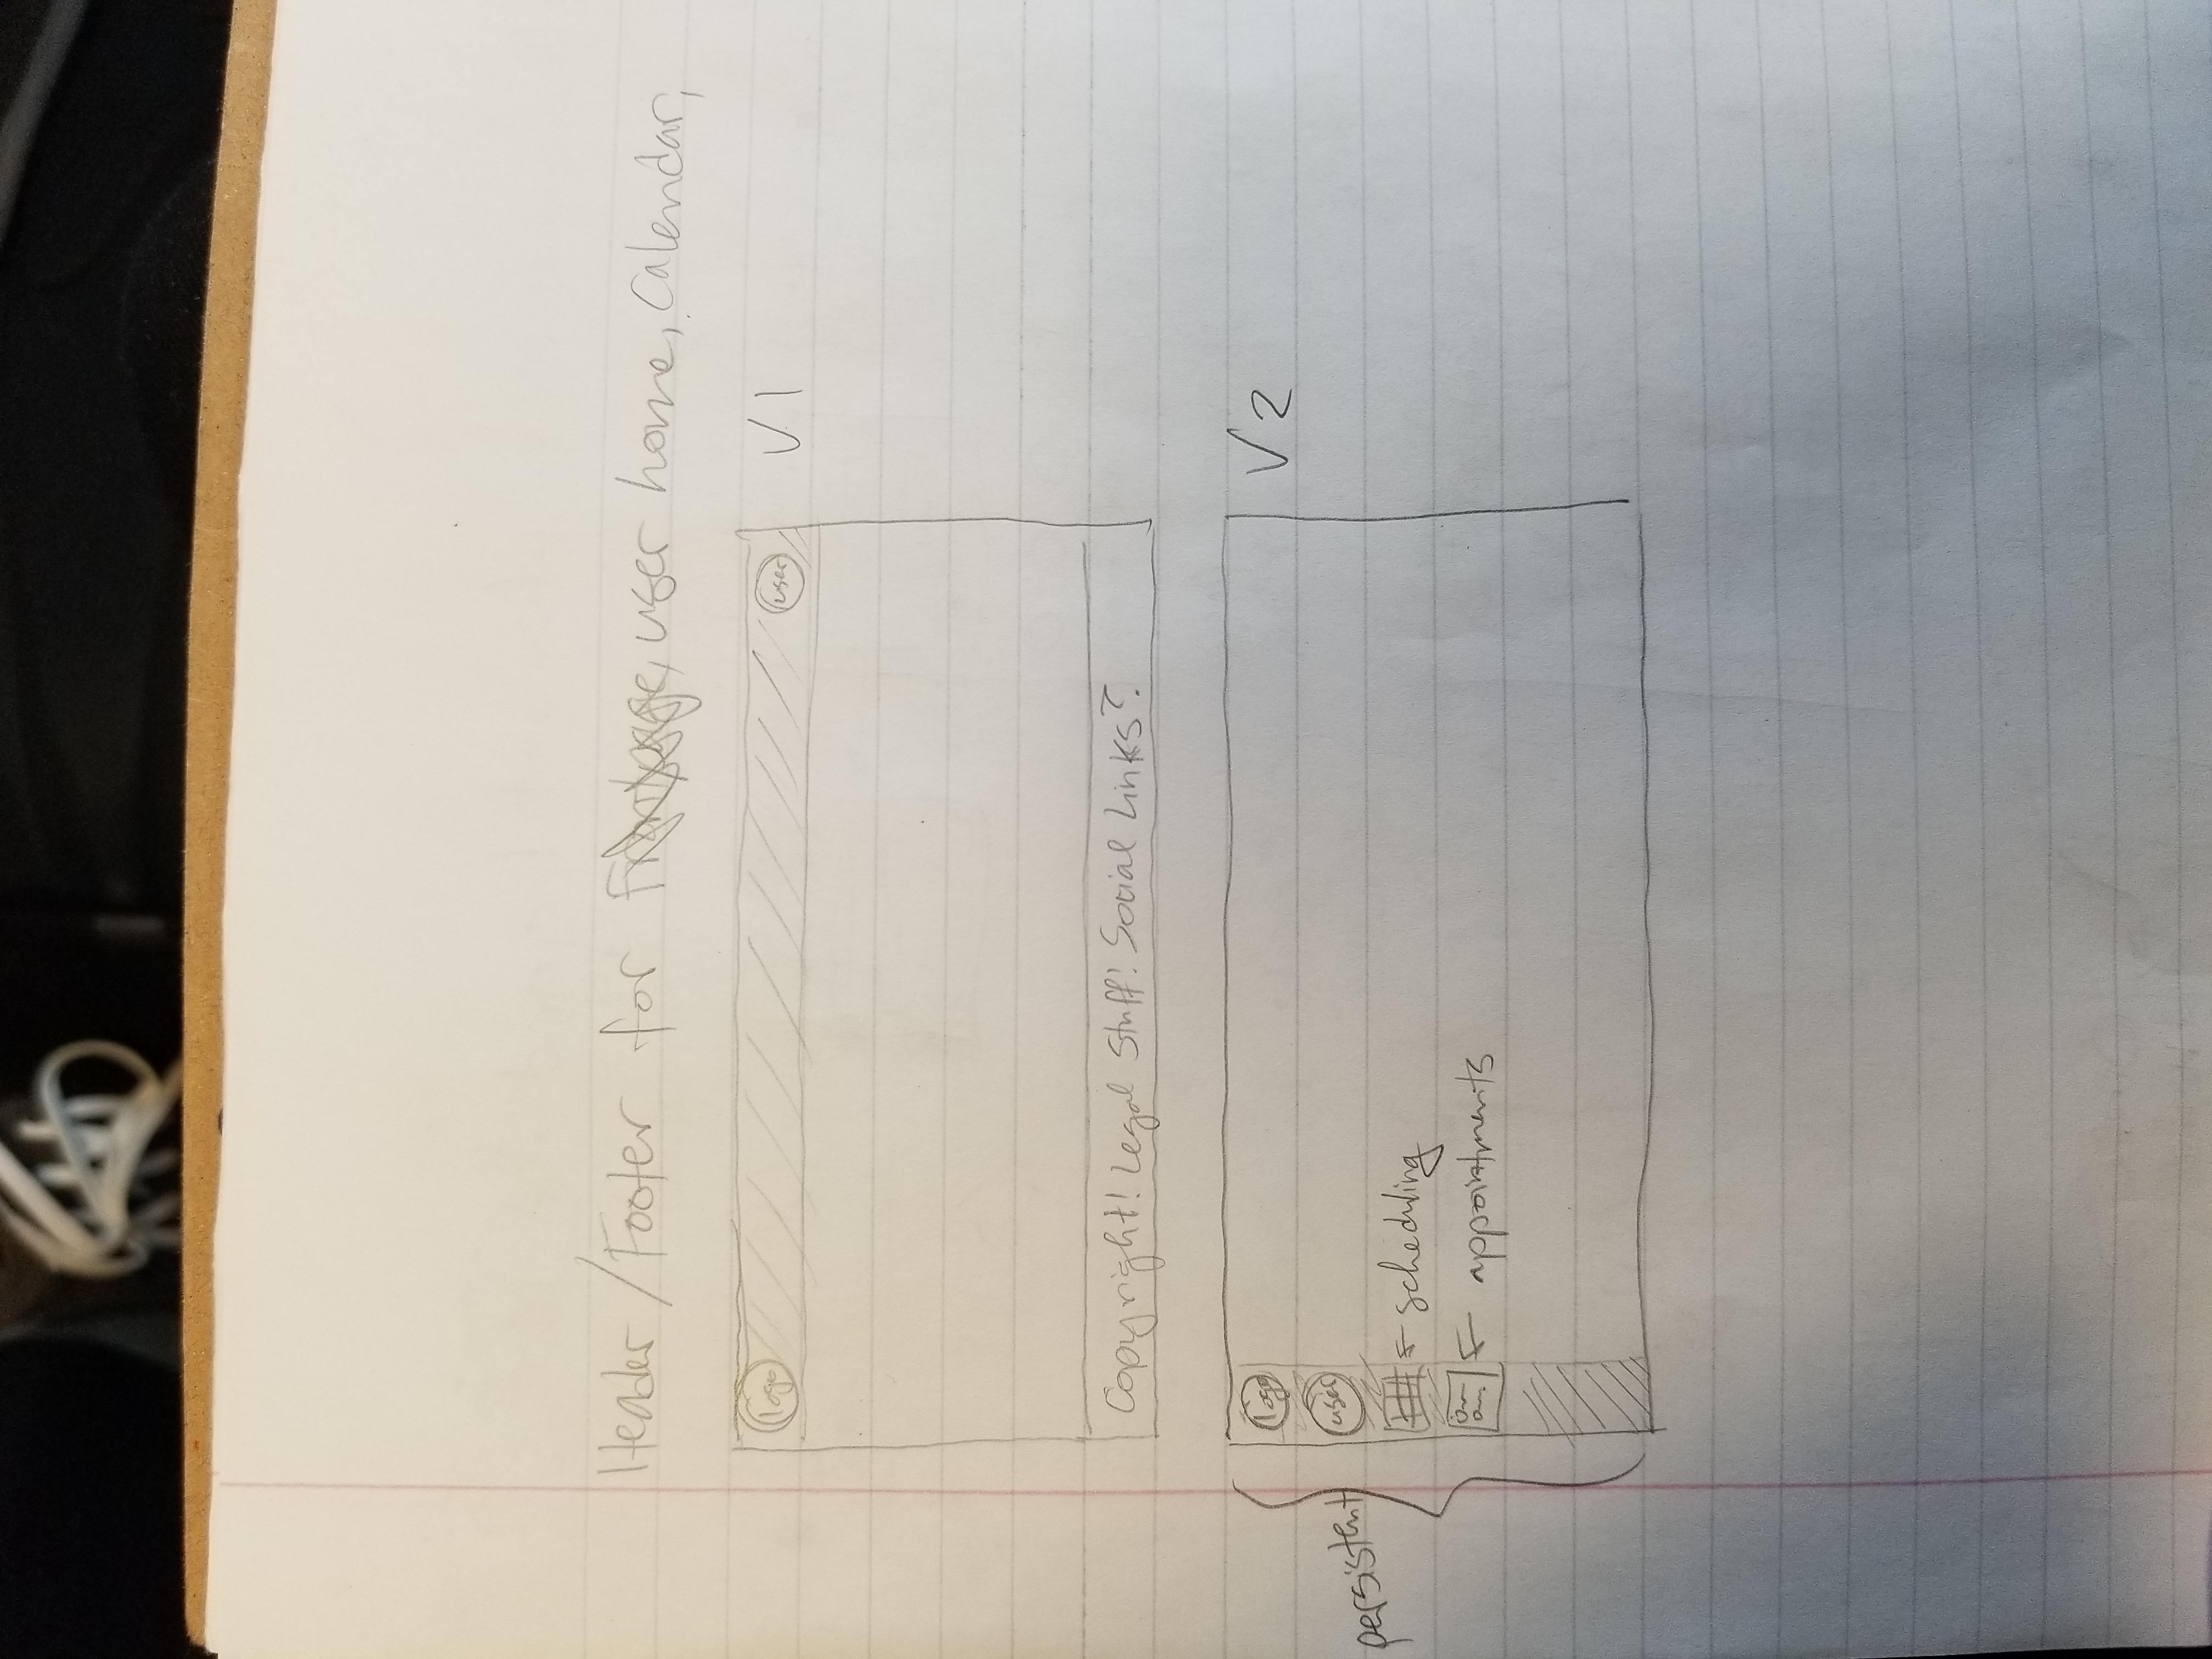 Header/Footer for Frontpage, user home, Calendar,
logo user V1
Copyright! Legal Stuff! Social Links?
logo V2
user
persistent
scheduling
appointments